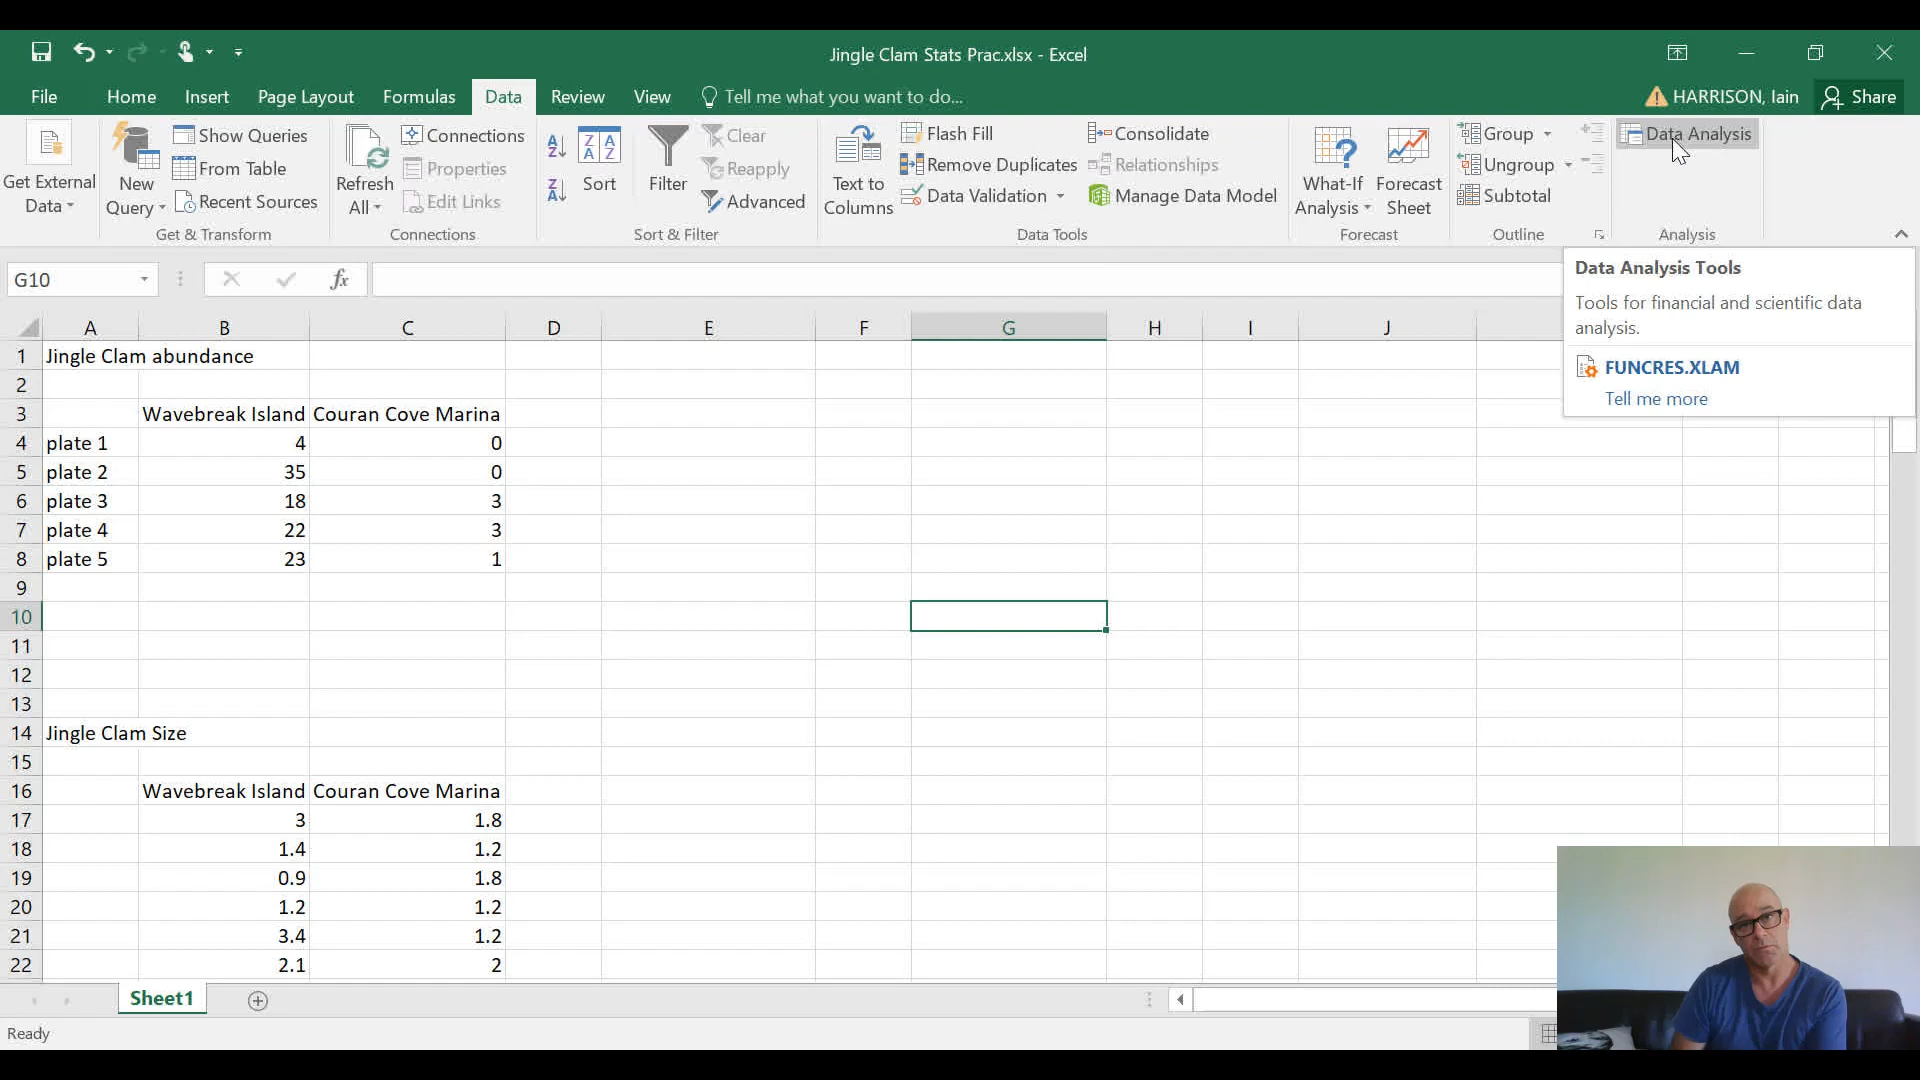 Jingle Clam Stats Prac.xlsx - Excel
File Home Insert Page Layout Formulas Data Review View Tell me what you want to do... HARRISON, Iain Share
Get External Data
New Query
Show Queries
From Table
Recent Sources
Get & Transform
Refresh All
Connections
Properties
Edit Links
Connections
Sort
Filter
Clear
Reapply
Advanced
Sort & Filter
Text to Columns
Flash Fill
Remove Duplicates
Data Validation
Consolidate
Relationships
Manage Data Model
Data Tools
What-If Analysis
Forecast Sheet
Forecast
Group
Ungroup
Subtotal
Outline
Data Analysis
Analysis
G10 fx
Data Analysis Tools
Tools for financial and scientific data
analysis.
FUNCRES.XLAM
Tell me more
A B C D E F G H I J
1 Jingle Clam abundance
2
3 Wavebreak Island Couran Cove Marina
4 plate 1 4 0
5 plate 2 35 0
6 plate 3 18 3
7 plate 4 22 3
8 plate 5 23 1
9
10
11
12
13
14 Jingle Clam Size
15
16 Wavebreak Island Couran Cove Marina
17 3 1.8
18 1.4 1.2
19 0.9 1.8
20 1.2 1.2
21 3.4 1.2
22 2.1 2
Sheet1
Ready